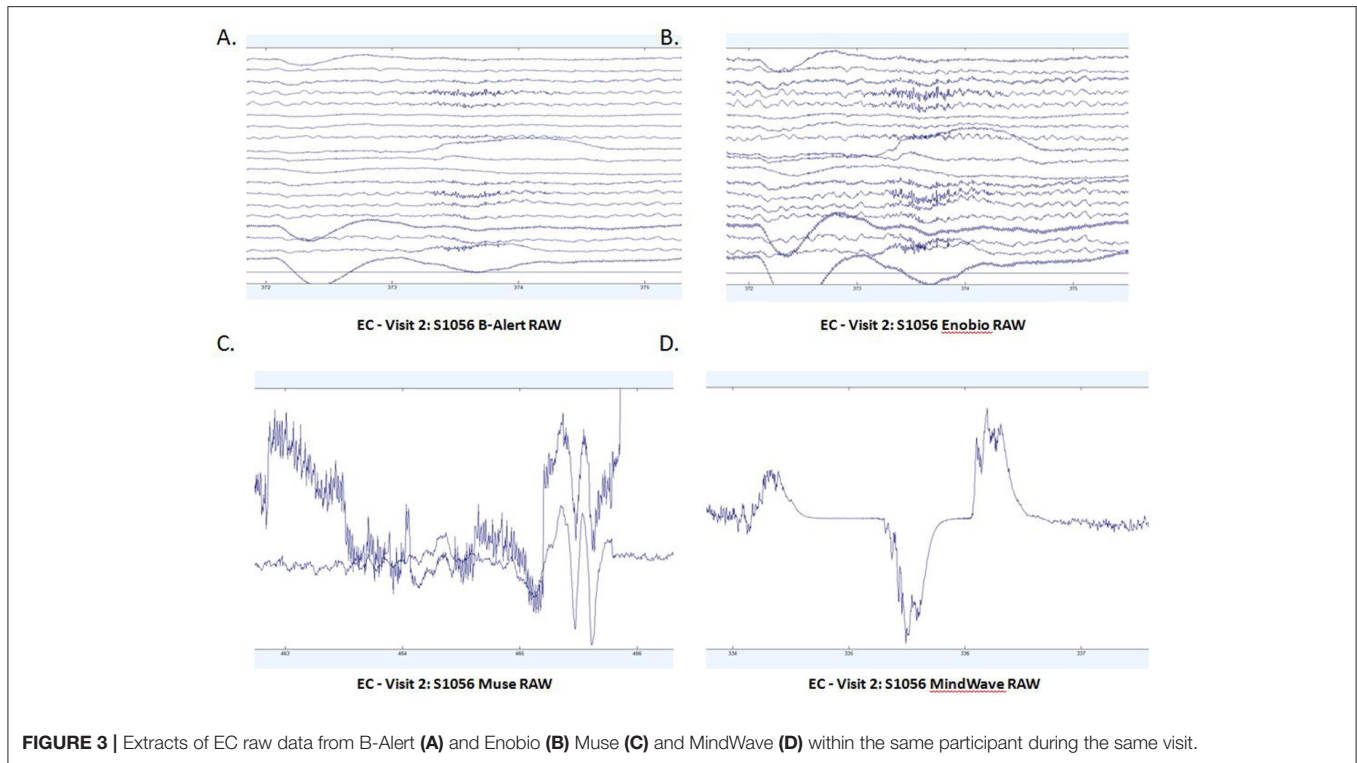 A.
B.
372 373 374 375
372 373 374 375
EC - Visit 2: S1056 B-Alert RAW
EC - Visit 2: S1056 Enobio RAW
C.
D.
463 464 465 466
334 335 336 337
EC - Visit 2: S1056 Muse RAW
EC - Visit 2: S1056 MindWave RAW
FIGURE 3 | Extracts of EC raw data from B-Alert (A) and Enobio (B) Muse (C) and MindWave (D) within the same participant during the same visit.